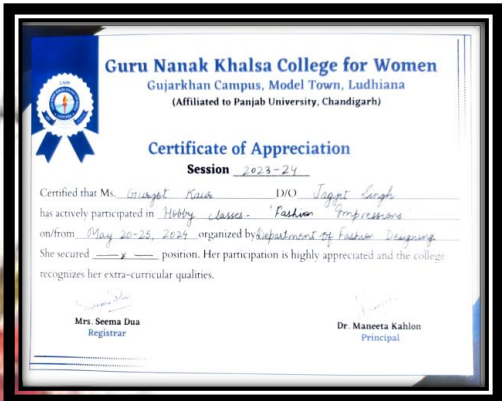 Guru Nanak Khalsa College for Women
Gujarkhan Campus, Model Town, Ludhiana
(Affiliated to Panjab University, Chandigarh)
Certificate of Appreciation
Session 2023-24
Certified that Ms. Gurjot Kaur D/O Jagjit Singh
has actively participated in Hobby classes- 'Fashion Impressions
on/from May 20-25, 2024 organized by Department of Fashion Designing
She secured — x — position. Her participation is highly appreciated and the college
recognizes her extra-curricular qualities.
Mrs. Seema Dua
Registrar
Dr. Maneeta Kahlon
Principal